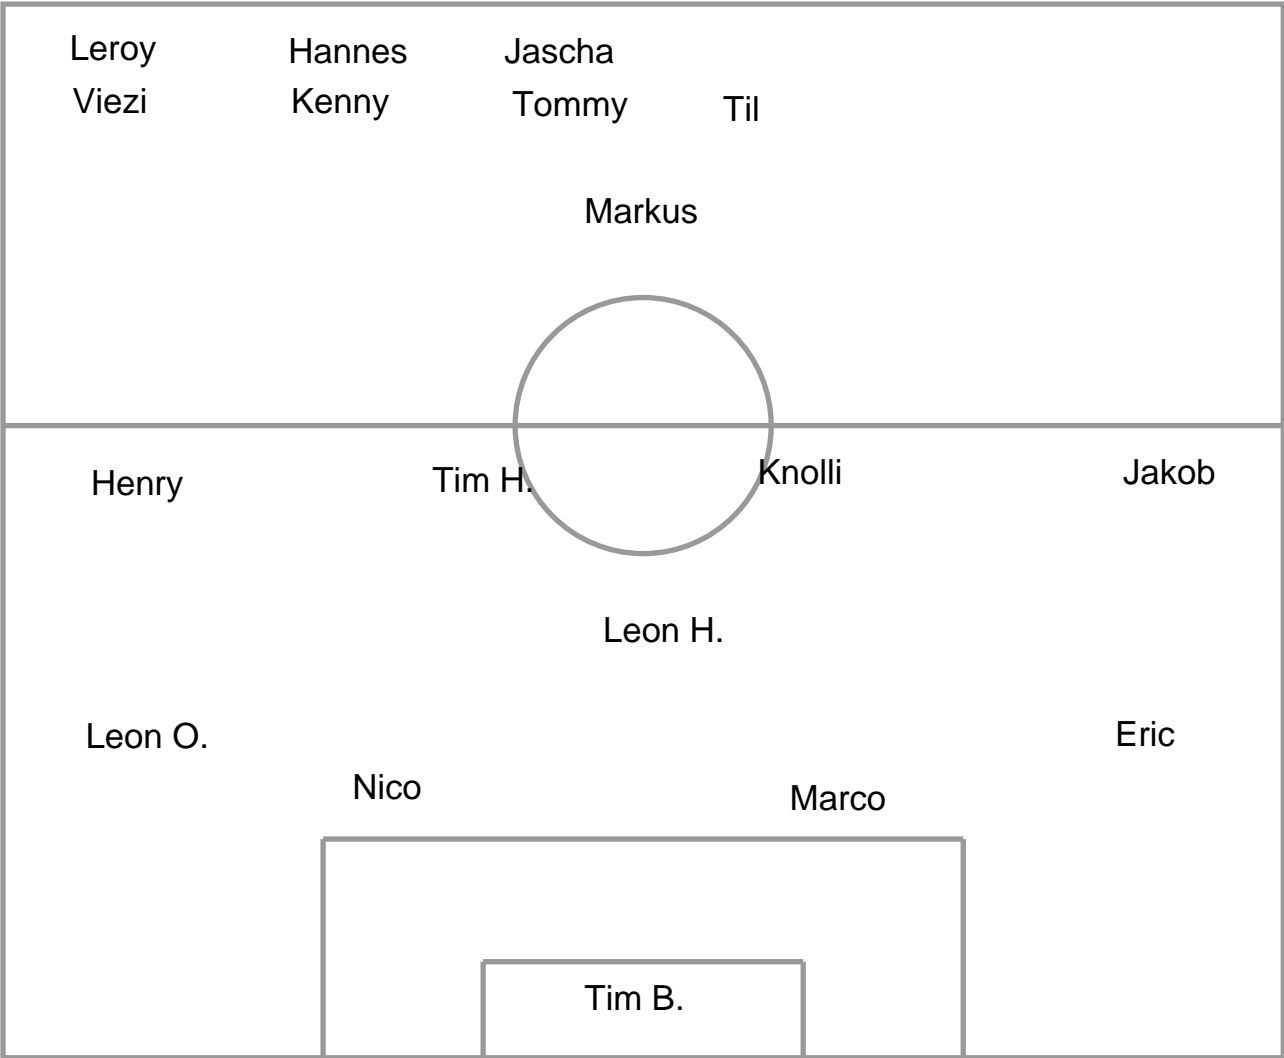 Leroy Hannes Jascha
Viezi Kenny Tommy Til
Markus
Henry Tim H. Knolli Jakob
Leon H.
Leon O. Eric
Nico Marco
Tim B.